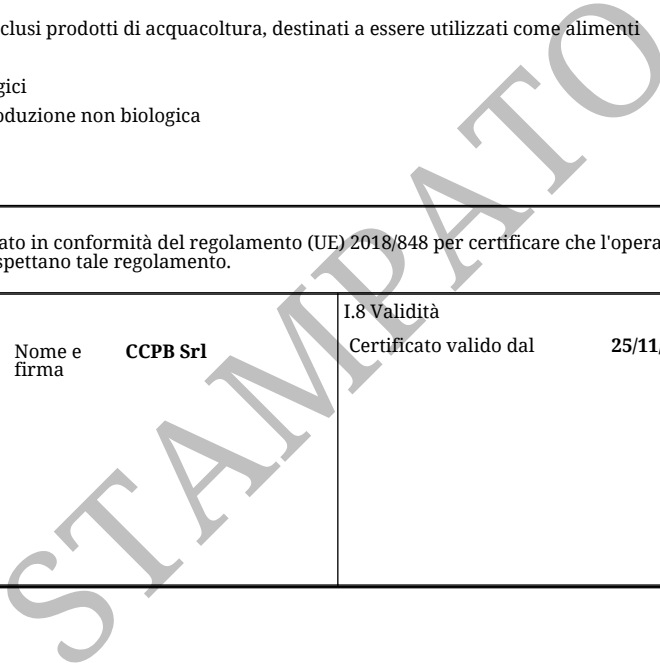 clusi prodotti di acquacoltura, destinati a essere utilizzati come alimenti
gici
oduzione non biologica
ato in conformità del regolamento (UE) 2018/848 per certificare che l'opera
spettano tale regolamento.
I.8 Validità
Nome e
firma
CCPB Srl
Certificato valido dal
25/11/
STAMPATO